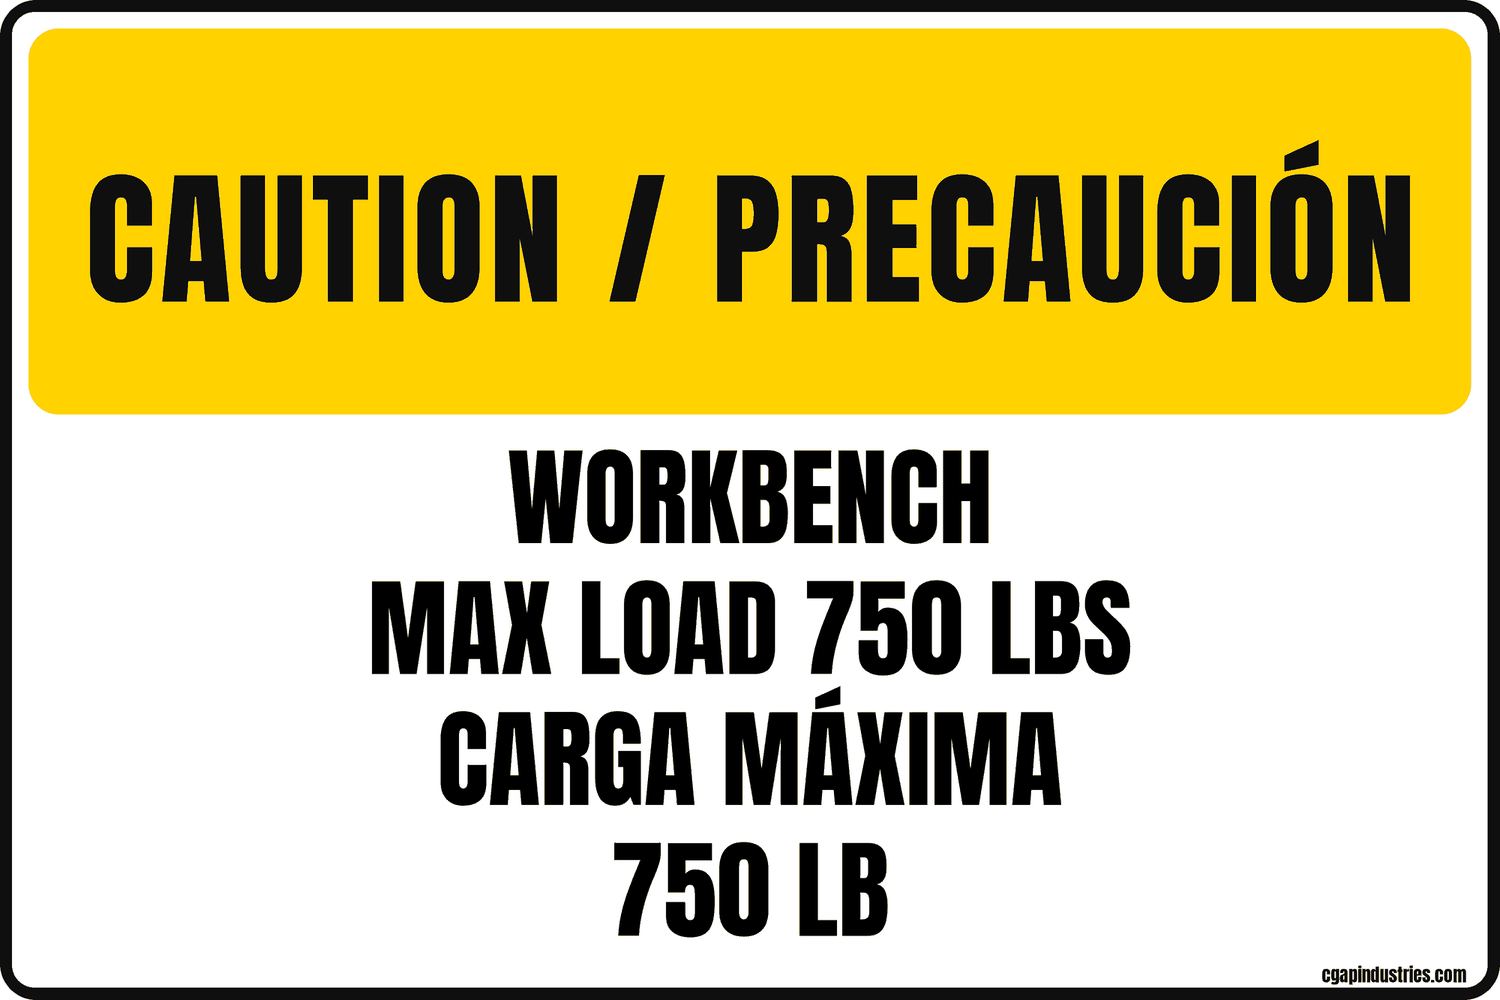 CAUTION / PRECAUCIÓN
WORKBENCH
MAX LOAD 750 LBS
CARGA MÁXIMA
750 LB
cgapindustries.com